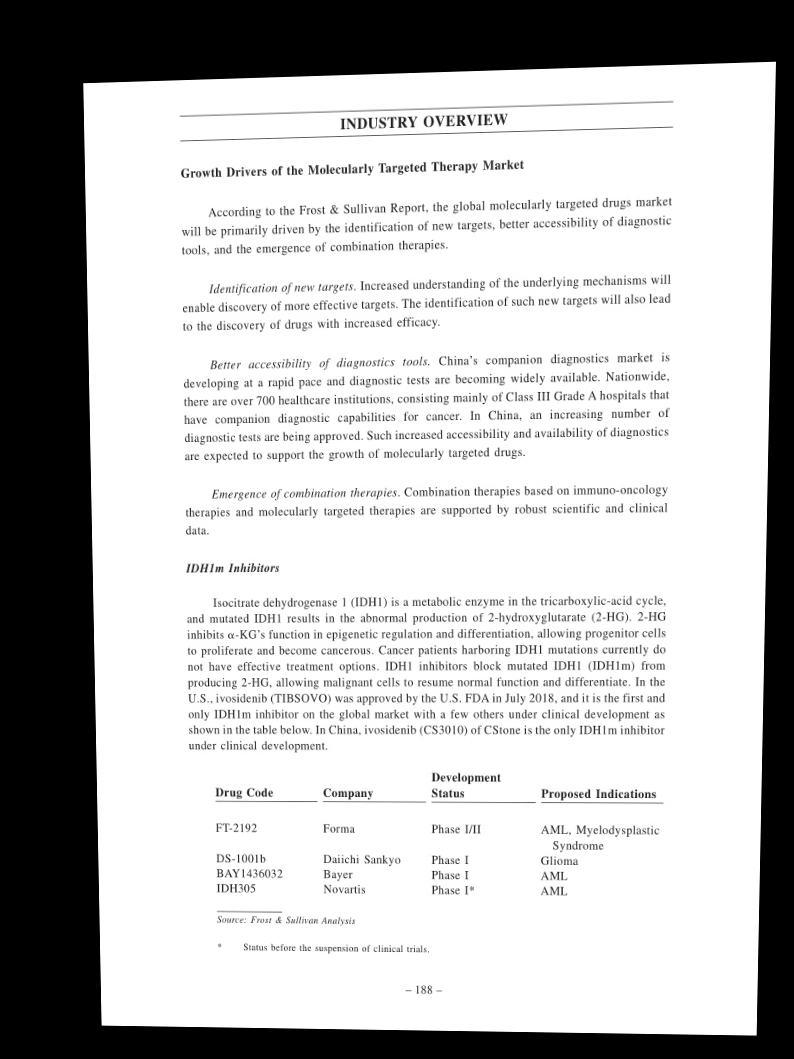 INDUSTRY OVERVIEW
Growth Drivers of the Molecularly Targeted Therapy Market
According to the Frost & Sullivan Report, the global molecularly targeted drugs market
will be primarily driven by the identification of new targets, better accessibility of diagnostic
tools, and the emergence of combination therapies.
Identification of new targets. Increased understanding of the underlying mechanisms will
enable discovery of more effective targets. The identification of such new targets will also lead
to the discovery of drugs with increased efficacy.
Better accessibility of diagnostics tools. China's companion diagnostics market is
developing at a rapid pace and diagnostic tests are becoming widely available. Nationwide,
there are over 700 healthcare institutions, consisting mainly of Class III Grade A hospitals that
have companion diagnostic capabilities for cancer. In China, an increasing number of
diagnostic tests are being approved. Such increased accessibility and availability of diagnostics
are expected to support the growth of molecularly targeted drugs.
Emergence of combination therapies. Combination therapies based on immuno-oncology
therapies and molecularly targeted therapies are supported by robust scientific and clinical
data.
IDH1m Inhibitors
Isocitrate dehydrogenase 1 (IDH1) is a metabolic enzyme in the tricarboxylic-acid cycle,
and mutated IDH1 results in the abnormal production of 2-hydroxyglutarate (2-HG). 2-HG
inhibits α-KG's function in epigenetic regulation and differentiation, allowing progenitor cells
to proliferate and become cancerous. Cancer patients harboring IDH1 mutations currently do
not have effective treatment options. IDH1 inhibitors block mutated IDH1 (IDH1m) from
producing 2-HG, allowing malignant cells to resume normal function and differentiate. In the
U.S., ivosidenib (TIBSOVO) was approved by the U.S. FDA in July 2018, and it is the first and
only IDH1m inhibitor on the global market with a few others under clinical development as
shown in the table below. In China, ivosidenib (CS3010) of CStone is the only IDH1m inhibitor
under clinical development.
Development
Drug Code Company Status Proposed Indications
FT-2192 Forma Phase I/II AML, Myelodysplastic
Syndrome
DS-1001b Daiichi Sankyo Phase I Glioma
BAY1436032 Bayer Phase I AML
IDH305 Novartis Phase I* AML
Source: Frost & Sullivan Analysis
* Status before the suspension of clinical trials.
– 188 –